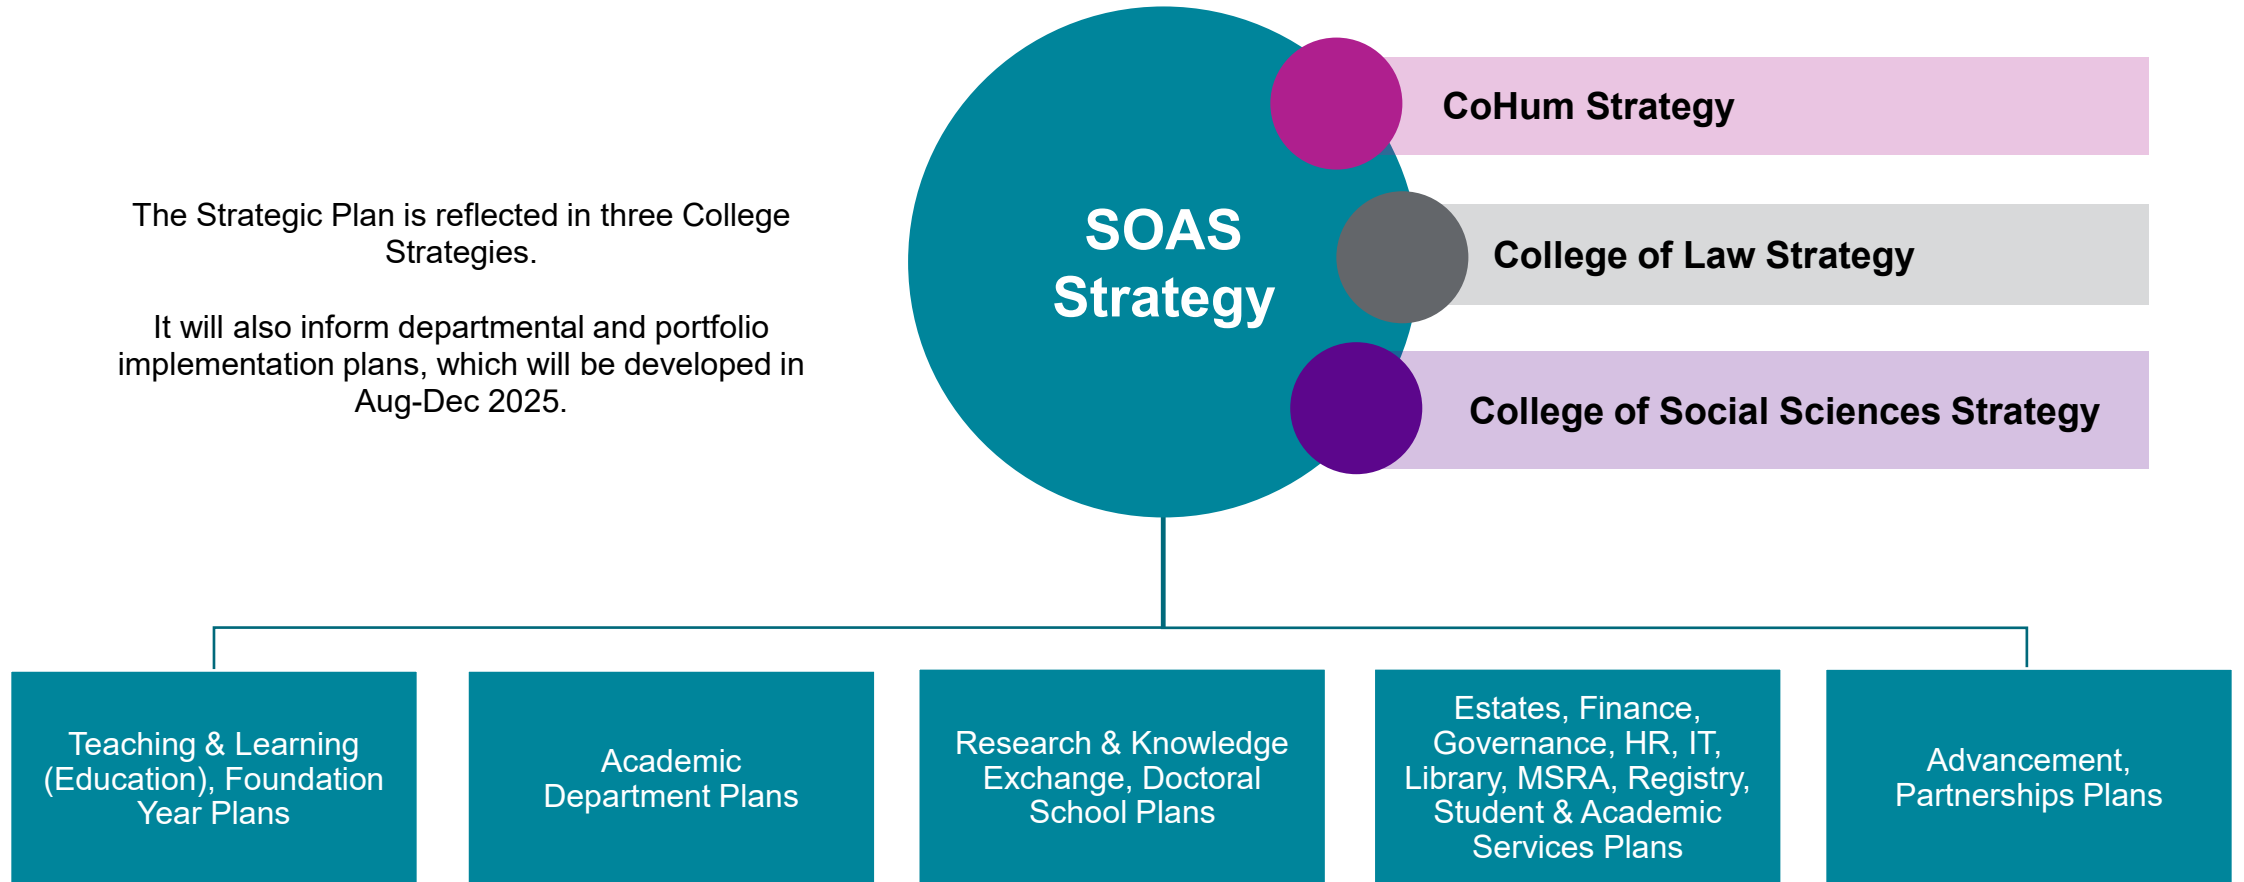 The Strategic Plan is reflected in three College
Strategies.
It will also inform departmental and portfolio
implementation plans, which will be developed in
Aug-Dec 2025.
SOAS
Strategy
CoHum Strategy
College of Law Strategy
College of Social Sciences Strategy
Teaching & Learning
(Education), Foundation
Year Plans
Academic
Department Plans
Research & Knowledge
Exchange, Doctoral
School Plans
Estates, Finance,
Governance, HR, IT,
Library, MSRA, Registry,
Student & Academic
Services Plans
Advancement,
Partnerships Plans